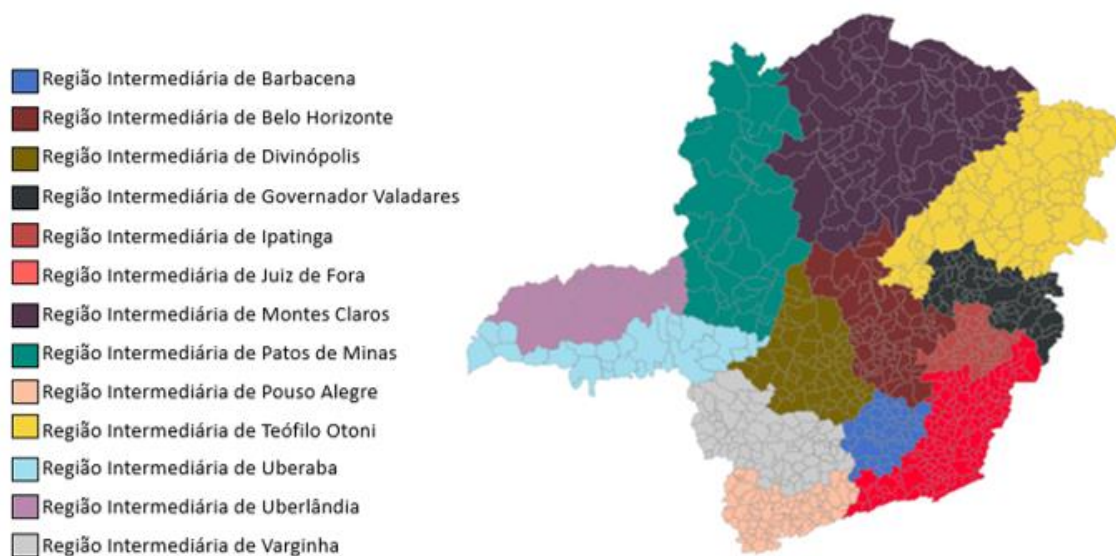 Região Intermediária de Barbacena
Região Intermediária de Belo Horizonte
Região Intermediária de Divinópolis
Região Intermediária de Governador Valadares
Região Intermediária de Ipatinga
Região Intermediária de Juiz de Fora
Região Intermediária de Montes Claros
Região Intermediária de Patos de Minas
Região Intermediária de Pouso Alegre
Região Intermediária de Teófilo Otoni
Região Intermediária de Uberaba
Região Intermediária de Uberlândia
Região Intermediária de Varginha